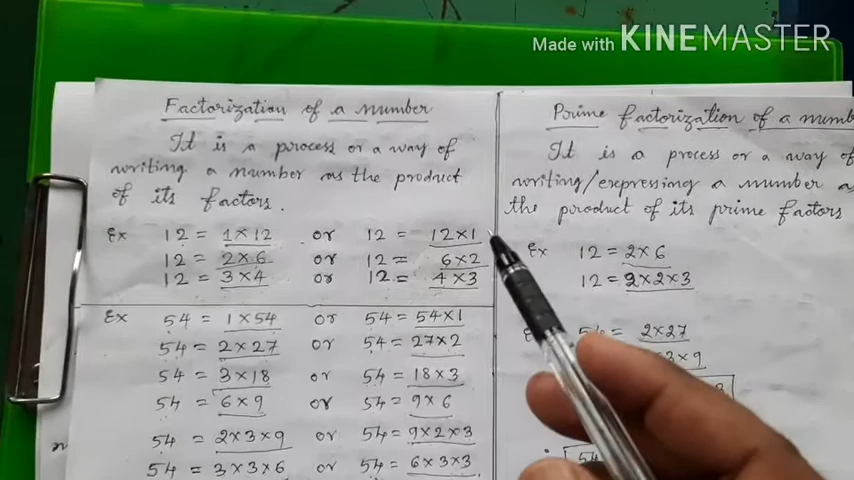 Made with KINEMASTER
Factorization of a number
It is a process or a way of
writing a number as the product
of its factors.
Ex 12 = 1×12 or 12 = 12×1
12 = 2×6 or 12 = 6×2
12 = 3×4 or 12 = 4×3
Ex 54 = 1×54 or 54 = 54×1
54 = 2×27 or 54 = 27×2
54 = 3×18 or 54 = 18×3
54 = 6×9 or 54 = 9×6
54 = 2×3×9 or 54 = 9×2×3
54 = 3×3×6 or 54 = 6×3×3
Prime factorization of a numb
It is a process or a way of
writing/expressing a number a
the product of its prime factors
Ex 12 = 2×6
12 = 2×2×3
2×27
×3×9